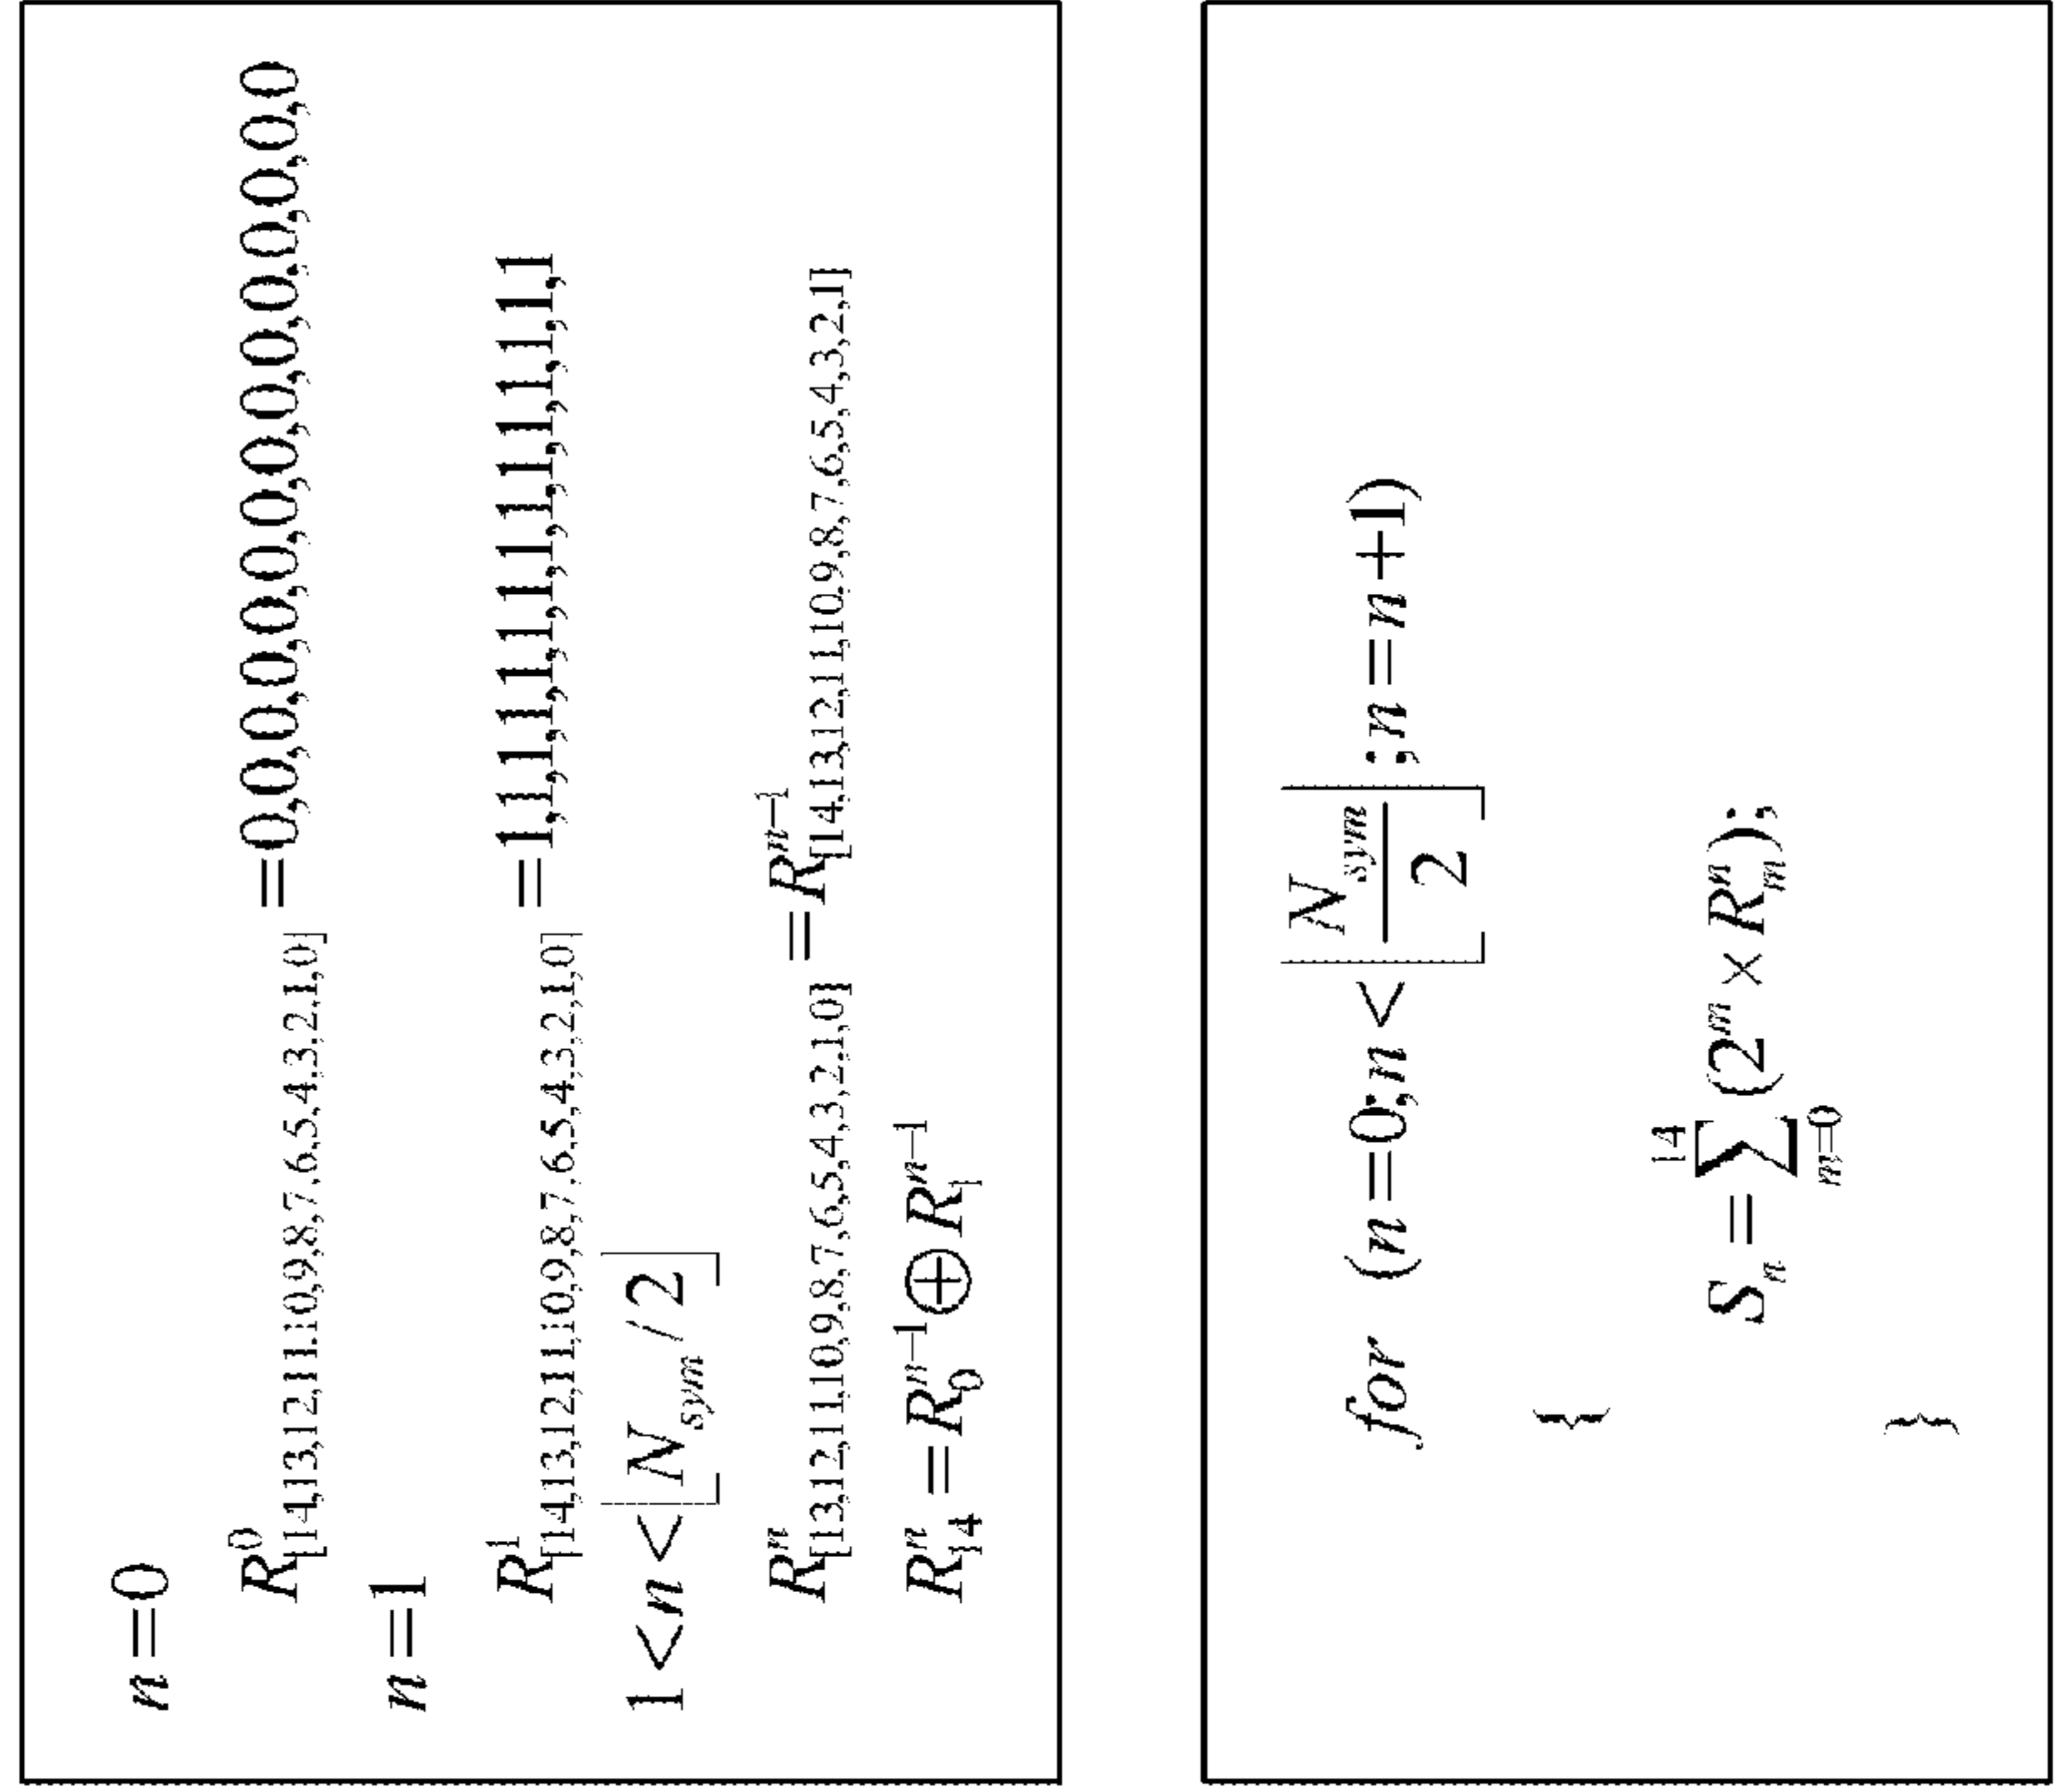 n=0
R^0_[14,13,12,11,10,9,8,7,6,5,4,3,2,1,0] =0,0,0,0,0,0,0,0,0,0,0,0,0,0,0
n=1
R^1_[14,13,12,11,10,9,8,7,6,5,4,3,2,1,0] =1,1,1,1,1,1,1,1,1,1,1,1,1,1,1
1<n<⌊N_sym/2⌋
R^n_[13,12,11,10,9,8,7,6,5,4,3,2,1,0] =R^{n-1}_[14,13,12,11,10,9,8,7,6,5,4,3,2,1]
R^n_14 =R^{n-1}_0⊕R^{n-1}_1
for (n=0;n<⌊N_sym/2⌋;n=n+1)
{
S_n=∑_{m=0}^{14}(2^m×R^n_m);
}